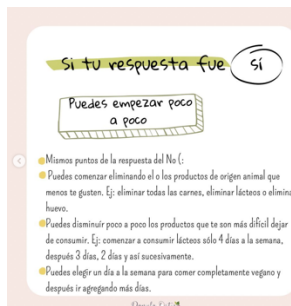 Si tu respuesta fue sí
Puedes empezar poco
a poco
Mismos puntos de la respuesta del No (:
Puedes comenzar eliminando el o los productos de origen animal que
menos te gusten. Ej: eliminar todas las carnes, eliminar lácteos o elimina
huevo.
Puedes disminuir poco a poco los productos que te son más difícil dejar
de consumir. Ej: comenzar a consumir lácteos sólo 4 días a la semana,
después 3 días, 2 días y así sucesivamente.
Puedes elegir un día a la semana para comer completamente vegano y
después ir agregando más días.